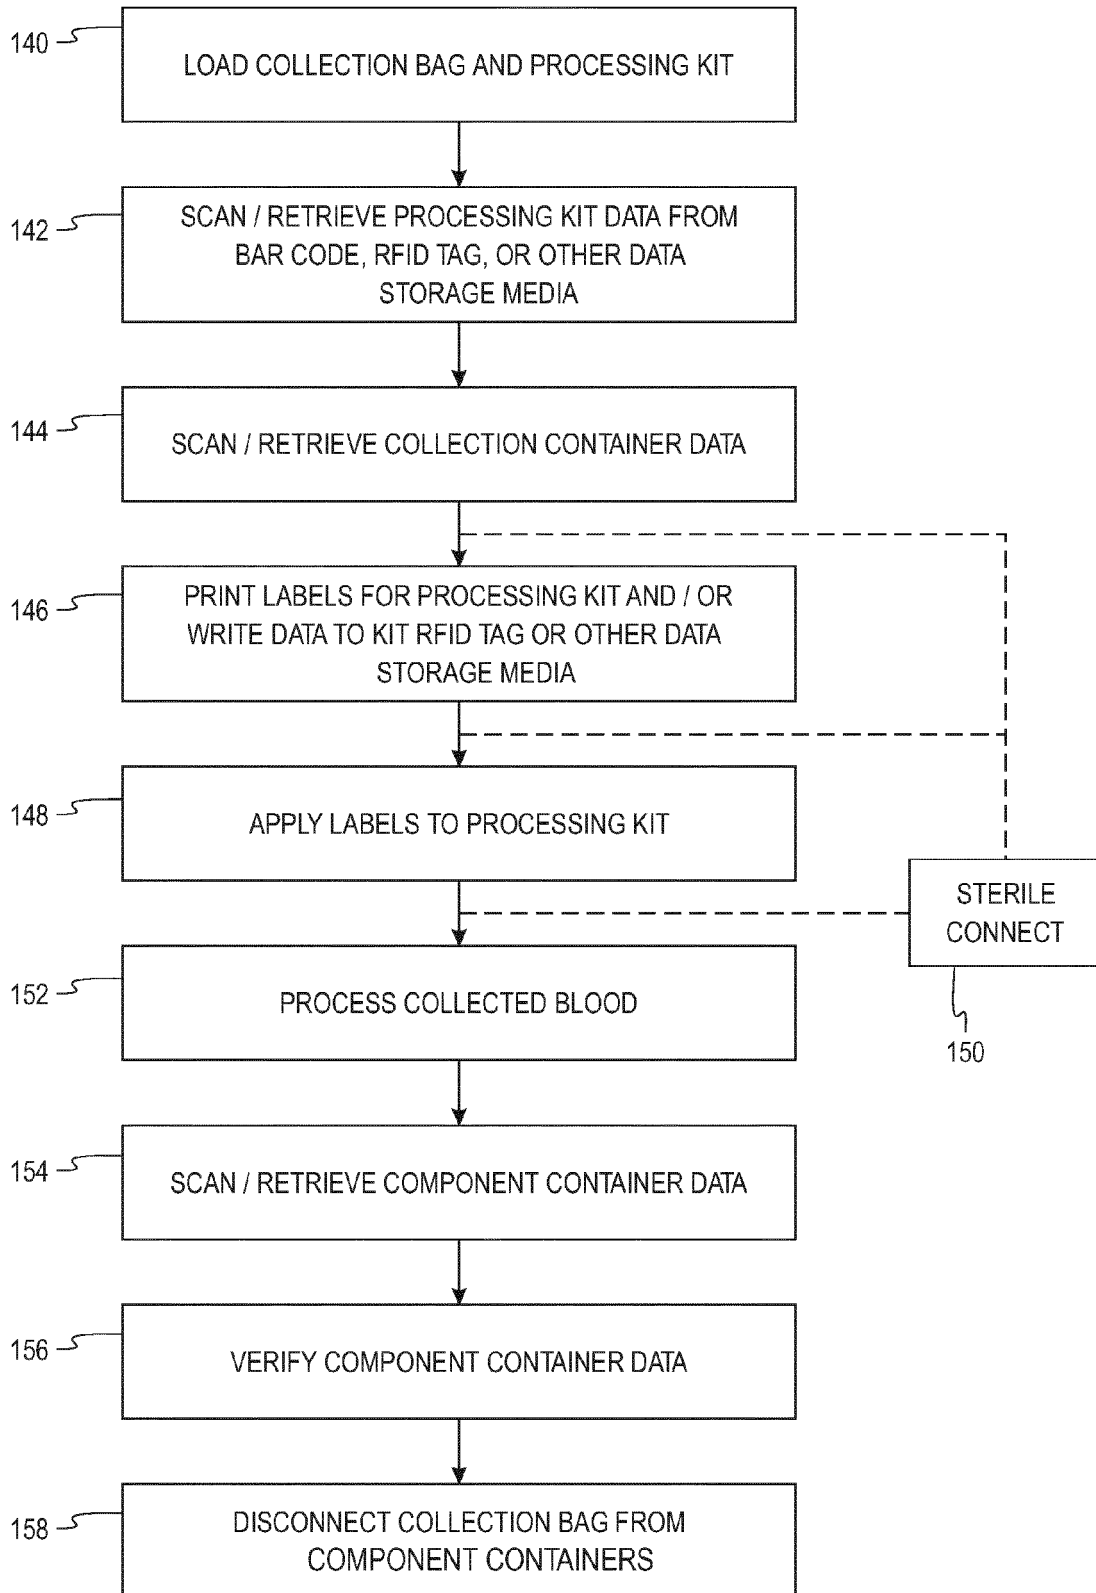 140
LOAD COLLECTION BAG AND PROCESSING KIT
142
SCAN / RETRIEVE PROCESSING KIT DATA FROM
BAR CODE, RFID TAG, OR OTHER DATA
STORAGE MEDIA
144
SCAN / RETRIEVE COLLECTION CONTAINER DATA
146
PRINT LABELS FOR PROCESSING KIT AND / OR
WRITE DATA TO KIT RFID TAG OR OTHER DATA
STORAGE MEDIA
148
APPLY LABELS TO PROCESSING KIT
STERILE
CONNECT
150
152
PROCESS COLLECTED BLOOD
154
SCAN / RETRIEVE COMPONENT CONTAINER DATA
156
VERIFY COMPONENT CONTAINER DATA
158
DISCONNECT COLLECTION BAG FROM
COMPONENT CONTAINERS